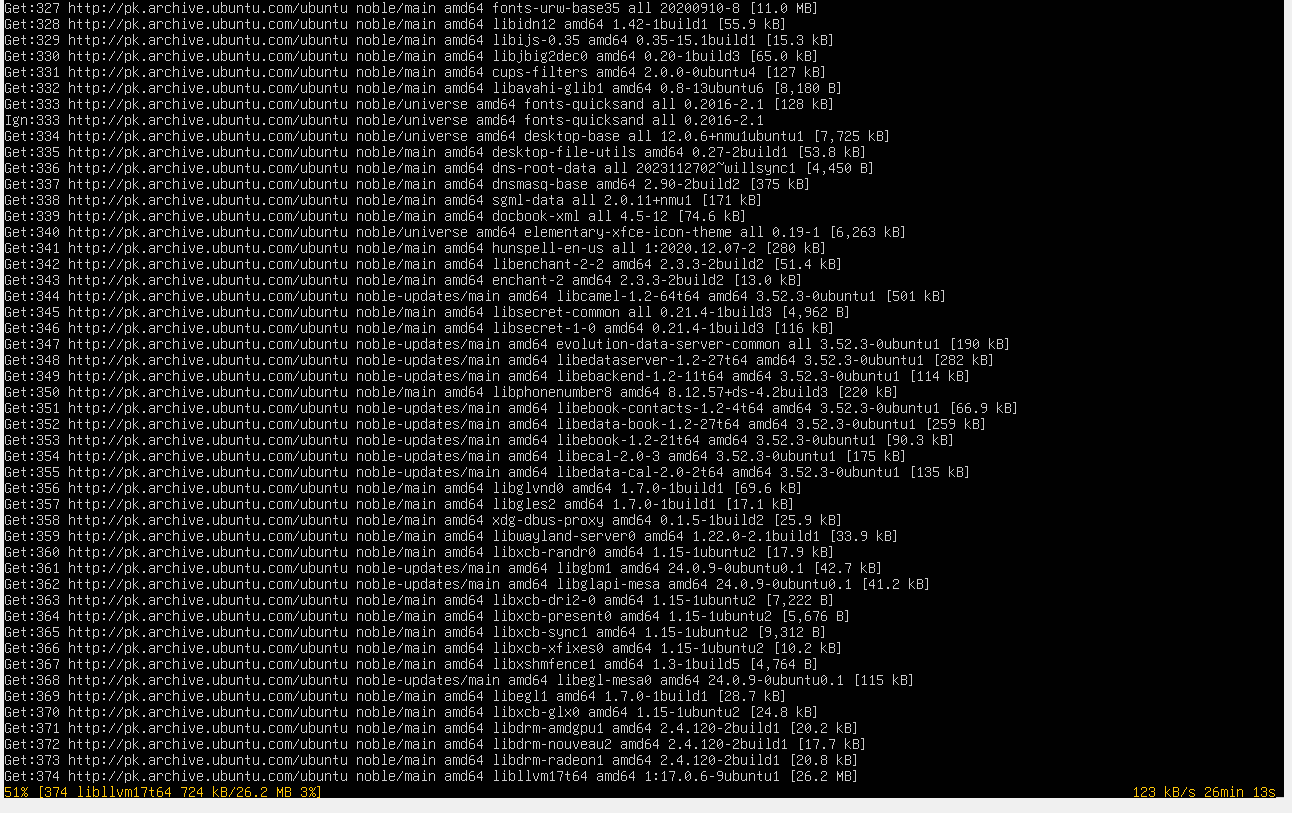 Get:327 http://pk.archive.ubuntu.com/ubuntu noble/main amd64 fonts-urw-base35 all 20200910-8 [11.0 MB]
Get:328 http://pk.archive.ubuntu.com/ubuntu noble/main amd64 libidn12 amd64 1.42-1build1 [55.9 kB]
Get:329 http://pk.archive.ubuntu.com/ubuntu noble/main amd64 libijs-0.35 amd64 0.35-15.1build1 [15.3 kB]
Get:330 http://pk.archive.ubuntu.com/ubuntu noble/main amd64 libjbig2dec0 amd64 0.20-1build3 [65.0 kB]
Get:331 http://pk.archive.ubuntu.com/ubuntu noble/main amd64 cups-filters amd64 2.0.0-0ubuntu4 [127 kB]
Get:332 http://pk.archive.ubuntu.com/ubuntu noble/main amd64 libavahi-glib1 amd64 0.8-13ubuntu6 [8,180 B]
Get:333 http://pk.archive.ubuntu.com/ubuntu noble/universe amd64 fonts-quicksand all 0.2016-2.1 [128 kB]
Ign:333 http://pk.archive.ubuntu.com/ubuntu noble/universe amd64 fonts-quicksand all 0.2016-2.1
Get:334 http://pk.archive.ubuntu.com/ubuntu noble/universe amd64 desktop-base all 12.0.6+nmu1ubuntu1 [7,725 kB]
Get:335 http://pk.archive.ubuntu.com/ubuntu noble/main amd64 desktop-file-utils amd64 0.27-2build1 [53.8 kB]
Get:336 http://pk.archive.ubuntu.com/ubuntu noble/main amd64 dns-root-data all 2023112702~willsync1 [4,450 B]
Get:337 http://pk.archive.ubuntu.com/ubuntu noble/main amd64 dnsmasq-base amd64 2.90-2build2 [375 kB]
Get:338 http://pk.archive.ubuntu.com/ubuntu noble/main amd64 sgml-data all 2.0.11+nmu1 [171 kB]
Get:339 http://pk.archive.ubuntu.com/ubuntu noble/main amd64 docbook-xml all 4.5-12 [74.6 kB]
Get:340 http://pk.archive.ubuntu.com/ubuntu noble/universe amd64 elementary-xfce-icon-theme all 0.19-1 [6,263 kB]
Get:341 http://pk.archive.ubuntu.com/ubuntu noble/main amd64 hunspell-en-us all 1:2020.12.07-2 [280 kB]
Get:342 http://pk.archive.ubuntu.com/ubuntu noble/main amd64 libenchant-2-2 amd64 2.3.3-2build2 [51.4 kB]
Get:343 http://pk.archive.ubuntu.com/ubuntu noble/main amd64 enchant-2 amd64 2.3.3-2build2 [13.0 kB]
Get:344 http://pk.archive.ubuntu.com/ubuntu noble-updates/main amd64 libcamel-1.2-64t64 amd64 3.52.3-0ubuntu1 [501 kB]
Get:345 http://pk.archive.ubuntu.com/ubuntu noble/main amd64 libsecret-common all 0.21.4-1build3 [4,962 B]
Get:346 http://pk.archive.ubuntu.com/ubuntu noble/main amd64 libsecret-1-0 amd64 0.21.4-1build3 [116 kB]
Get:347 http://pk.archive.ubuntu.com/ubuntu noble-updates/main amd64 evolution-data-server-common all 3.52.3-0ubuntu1 [190 kB]
Get:348 http://pk.archive.ubuntu.com/ubuntu noble-updates/main amd64 libedataserver-1.2-27t64 amd64 3.52.3-0ubuntu1 [282 kB]
Get:349 http://pk.archive.ubuntu.com/ubuntu noble-updates/main amd64 libebackend-1.2-11t64 amd64 3.52.3-0ubuntu1 [114 kB]
Get:350 http://pk.archive.ubuntu.com/ubuntu noble/main amd64 libphonenumber8 amd64 8.12.57+ds-4.2build3 [220 kB]
Get:351 http://pk.archive.ubuntu.com/ubuntu noble-updates/main amd64 libebook-contacts-1.2-4t64 amd64 3.52.3-0ubuntu1 [66.9 kB]
Get:352 http://pk.archive.ubuntu.com/ubuntu noble-updates/main amd64 libedata-book-1.2-27t64 amd64 3.52.3-0ubuntu1 [259 kB]
Get:353 http://pk.archive.ubuntu.com/ubuntu noble-updates/main amd64 libebook-1.2-21t64 amd64 3.52.3-0ubuntu1 [90.3 kB]
Get:354 http://pk.archive.ubuntu.com/ubuntu noble-updates/main amd64 libecal-2.0-3 amd64 3.52.3-0ubuntu1 [175 kB]
Get:355 http://pk.archive.ubuntu.com/ubuntu noble-updates/main amd64 libedata-cal-2.0-2t64 amd64 3.52.3-0ubuntu1 [135 kB]
Get:356 http://pk.archive.ubuntu.com/ubuntu noble/main amd64 libglvnd0 amd64 1.7.0-1build1 [69.6 kB]
Get:357 http://pk.archive.ubuntu.com/ubuntu noble/main amd64 libgles2 amd64 1.7.0-1build1 [17.1 kB]
Get:358 http://pk.archive.ubuntu.com/ubuntu noble/main amd64 xdg-dbus-proxy amd64 0.1.5-1build2 [25.9 kB]
Get:359 http://pk.archive.ubuntu.com/ubuntu noble/main amd64 libwayland-server0 amd64 1.22.0-2.1build1 [33.9 kB]
Get:360 http://pk.archive.ubuntu.com/ubuntu noble/main amd64 libxcb-randr0 amd64 1.15-1ubuntu2 [17.9 kB]
Get:361 http://pk.archive.ubuntu.com/ubuntu noble-updates/main amd64 libgbm1 amd64 24.0.9-0ubuntu0.1 [42.7 kB]
Get:362 http://pk.archive.ubuntu.com/ubuntu noble-updates/main amd64 libglapi-mesa amd64 24.0.9-0ubuntu0.1 [41.2 kB]
Get:363 http://pk.archive.ubuntu.com/ubuntu noble/main amd64 libxcb-dri2-0 amd64 1.15-1ubuntu2 [7,222 B]
Get:364 http://pk.archive.ubuntu.com/ubuntu noble/main amd64 libxcb-present0 amd64 1.15-1ubuntu2 [5,676 B]
Get:365 http://pk.archive.ubuntu.com/ubuntu noble/main amd64 libxcb-sync1 amd64 1.15-1ubuntu2 [9,312 B]
Get:366 http://pk.archive.ubuntu.com/ubuntu noble/main amd64 libxcb-xfixes0 amd64 1.15-1ubuntu2 [10.2 kB]
Get:367 http://pk.archive.ubuntu.com/ubuntu noble/main amd64 libxshmfence1 amd64 1.3-1build5 [4,764 B]
Get:368 http://pk.archive.ubuntu.com/ubuntu noble-updates/main amd64 libegl-mesa0 amd64 24.0.9-0ubuntu0.1 [115 kB]
Get:369 http://pk.archive.ubuntu.com/ubuntu noble/main amd64 libegl1 amd64 1.7.0-1build1 [28.7 kB]
Get:370 http://pk.archive.ubuntu.com/ubuntu noble/main amd64 libxcb-glx0 amd64 1.15-1ubuntu2 [24.8 kB]
Get:371 http://pk.archive.ubuntu.com/ubuntu noble/main amd64 libdrm-amdgpu1 amd64 2.4.120-2build1 [20.2 kB]
Get:372 http://pk.archive.ubuntu.com/ubuntu noble/main amd64 libdrm-nouveau2 amd64 2.4.120-2build1 [17.7 kB]
Get:373 http://pk.archive.ubuntu.com/ubuntu noble/main amd64 libdrm-radeon1 amd64 2.4.120-2build1 [20.8 kB]
Get:374 http://pk.archive.ubuntu.com/ubuntu noble/main amd64 libllvm17t64 amd64 1:17.0.6-9ubuntu1 [26.2 MB]
51% [374 libllvm17t64 724 kB/26.2 MB 3%] 123 kB/s 26min 13s